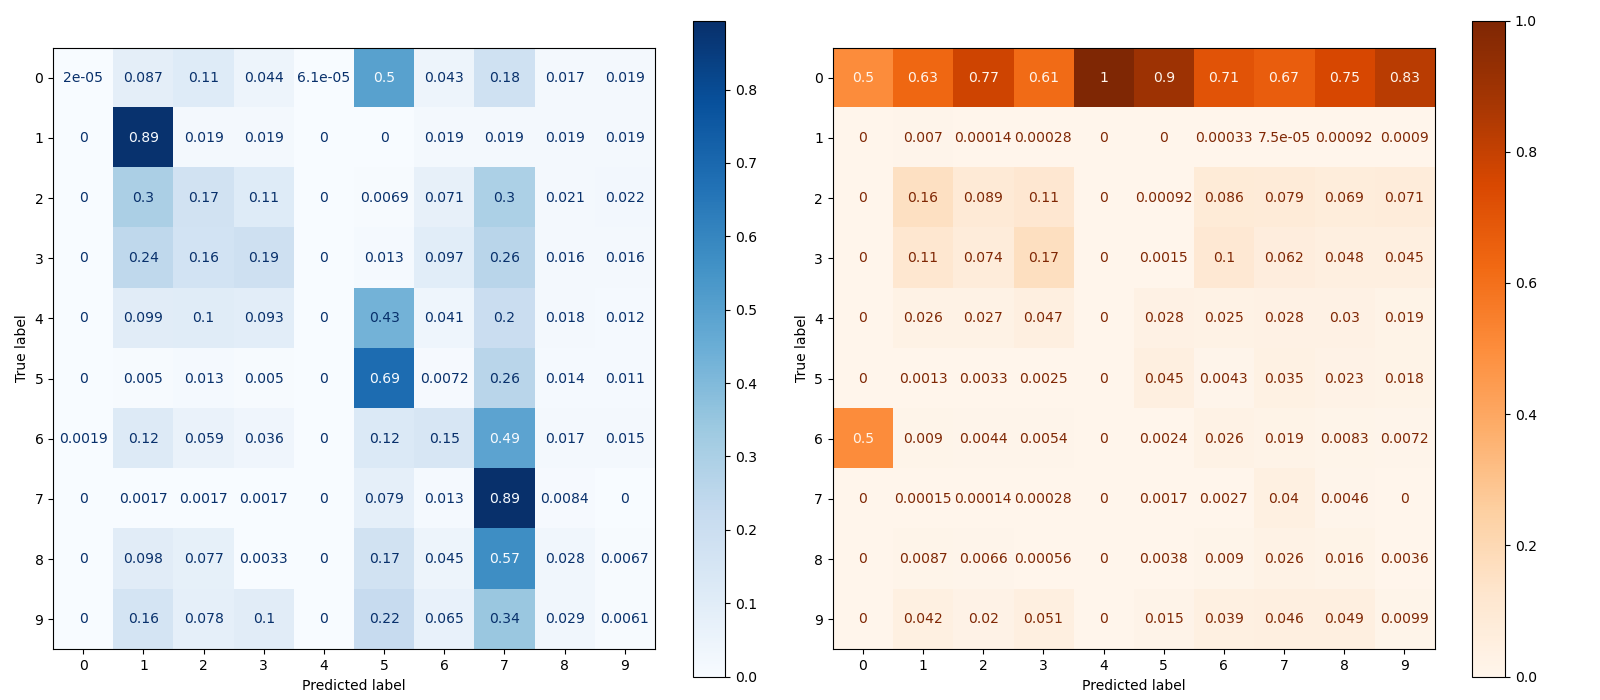 0 2e-05 0.087 0.11 0.044 6.1e-05 0.5 0.043 0.18 0.017 0.019
1 0 0.89 0.019 0.019 0 0 0.019 0.019 0.019 0.019
2 0 0.3 0.17 0.11 0 0.0069 0.071 0.3 0.021 0.022
3 0 0.24 0.16 0.19 0 0.013 0.097 0.26 0.016 0.016
4 0 0.099 0.1 0.093 0 0.43 0.041 0.2 0.018 0.012
5 0 0.005 0.013 0.005 0 0.69 0.0072 0.26 0.014 0.011
6 0.0019 0.12 0.059 0.036 0 0.12 0.15 0.49 0.017 0.015
7 0 0.0017 0.0017 0.0017 0 0.079 0.013 0.89 0.0084 0
8 0 0.098 0.077 0.0033 0 0.17 0.045 0.57 0.028 0.0067
9 0 0.16 0.078 0.1 0 0.22 0.065 0.34 0.029 0.0061
0 1 2 3 4 5 6 7 8 9
Predicted label
True label
0.8
0.7
0.6
0.5
0.4
0.3
0.2
0.1
0.0
0 0.5 0.63 0.77 0.61 1 0.9 0.71 0.67 0.75 0.83
1 0 0.007 0.00014 0.00028 0 0 0.00033 7.5e-05 0.00092 0.0009
2 0 0.16 0.089 0.11 0 0.00092 0.086 0.079 0.069 0.071
3 0 0.11 0.074 0.17 0 0.0015 0.1 0.062 0.048 0.045
4 0 0.026 0.027 0.047 0 0.028 0.025 0.028 0.03 0.019
5 0 0.0013 0.0033 0.0025 0 0.045 0.0043 0.035 0.023 0.018
6 0.5 0.009 0.0044 0.0054 0 0.0024 0.026 0.019 0.0083 0.0072
7 0 0.00015 0.00014 0.00028 0 0.0017 0.0027 0.04 0.0046 0
8 0 0.0087 0.0066 0.00056 0 0.0038 0.009 0.026 0.016 0.0036
9 0 0.042 0.02 0.051 0 0.015 0.039 0.046 0.049 0.0099
0 1 2 3 4 5 6 7 8 9
Predicted label
True label
1.0
0.8
0.6
0.4
0.2
0.0